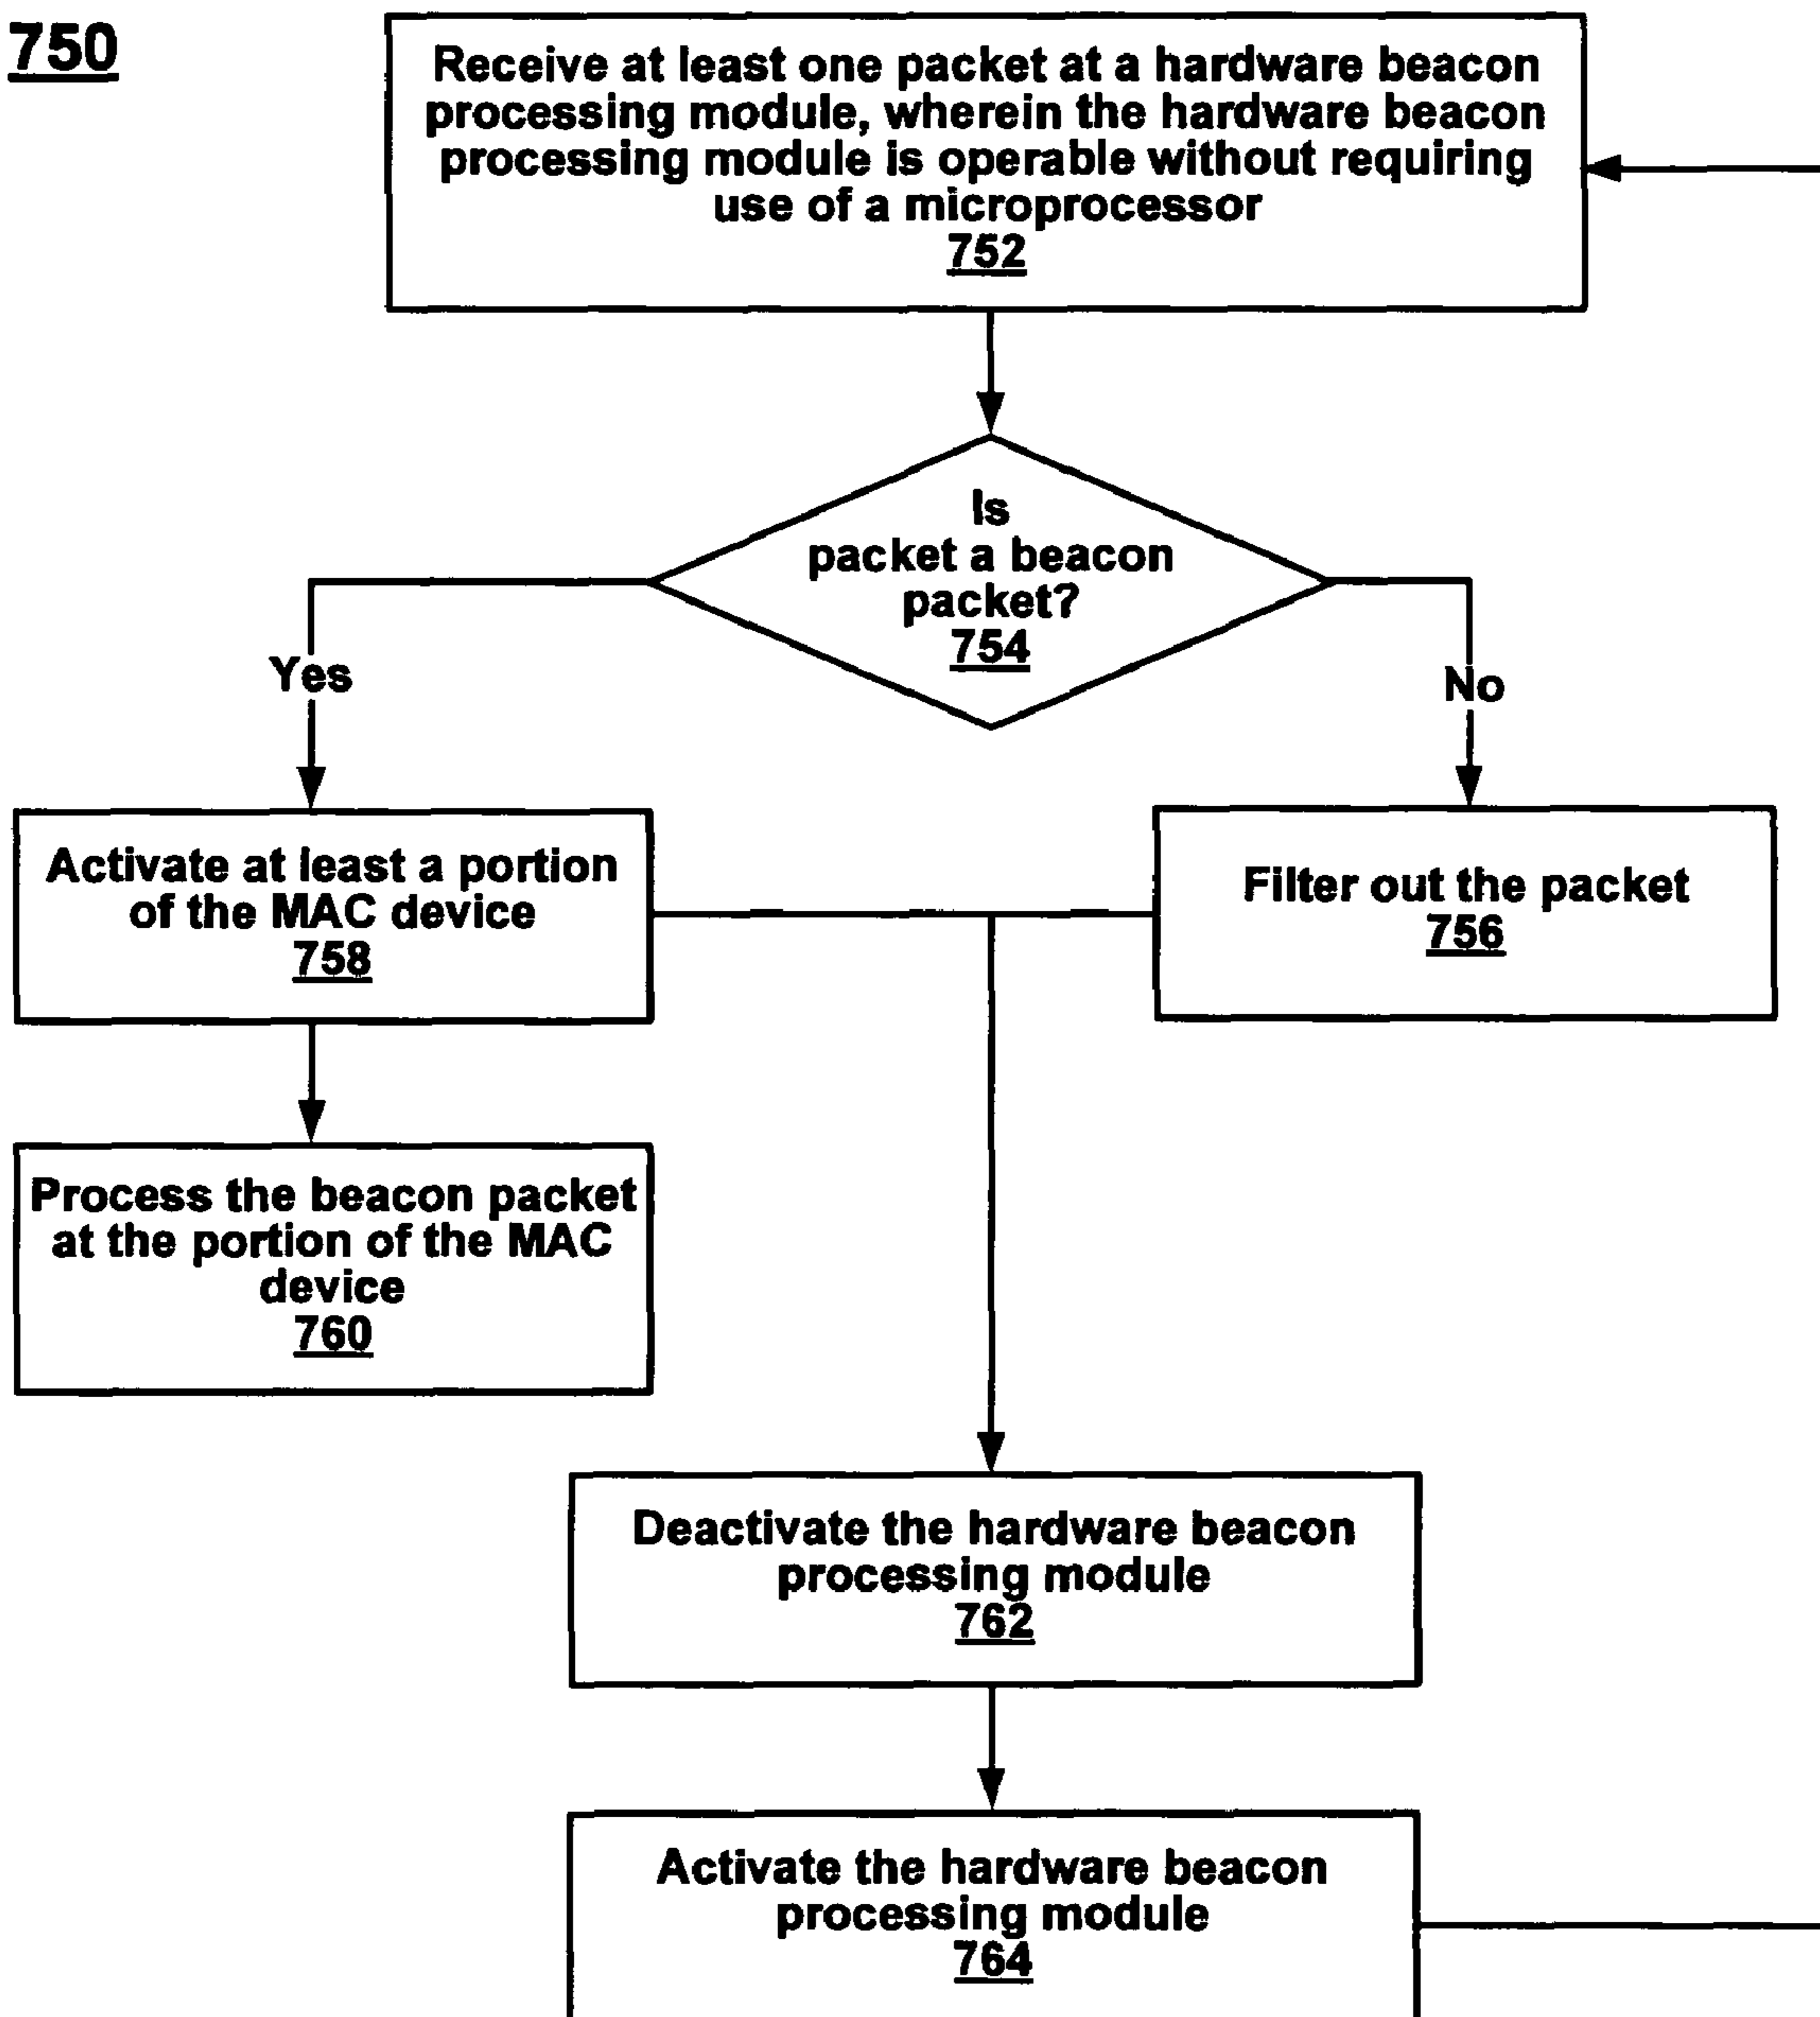 750
Receive at least one packet at a hardware beacon
processing module, wherein the hardware beacon
processing module is operable without requiring
use of a microprocessor
752
Is
packet a beacon
packet?
754
Yes
No
Activate at least a portion
of the MAC device
758
Filter out the packet
756
Process the beacon packet
at the portion of the MAC
device
760
Deactivate the hardware beacon
processing module
762
Activate the hardware beacon
processing module
764